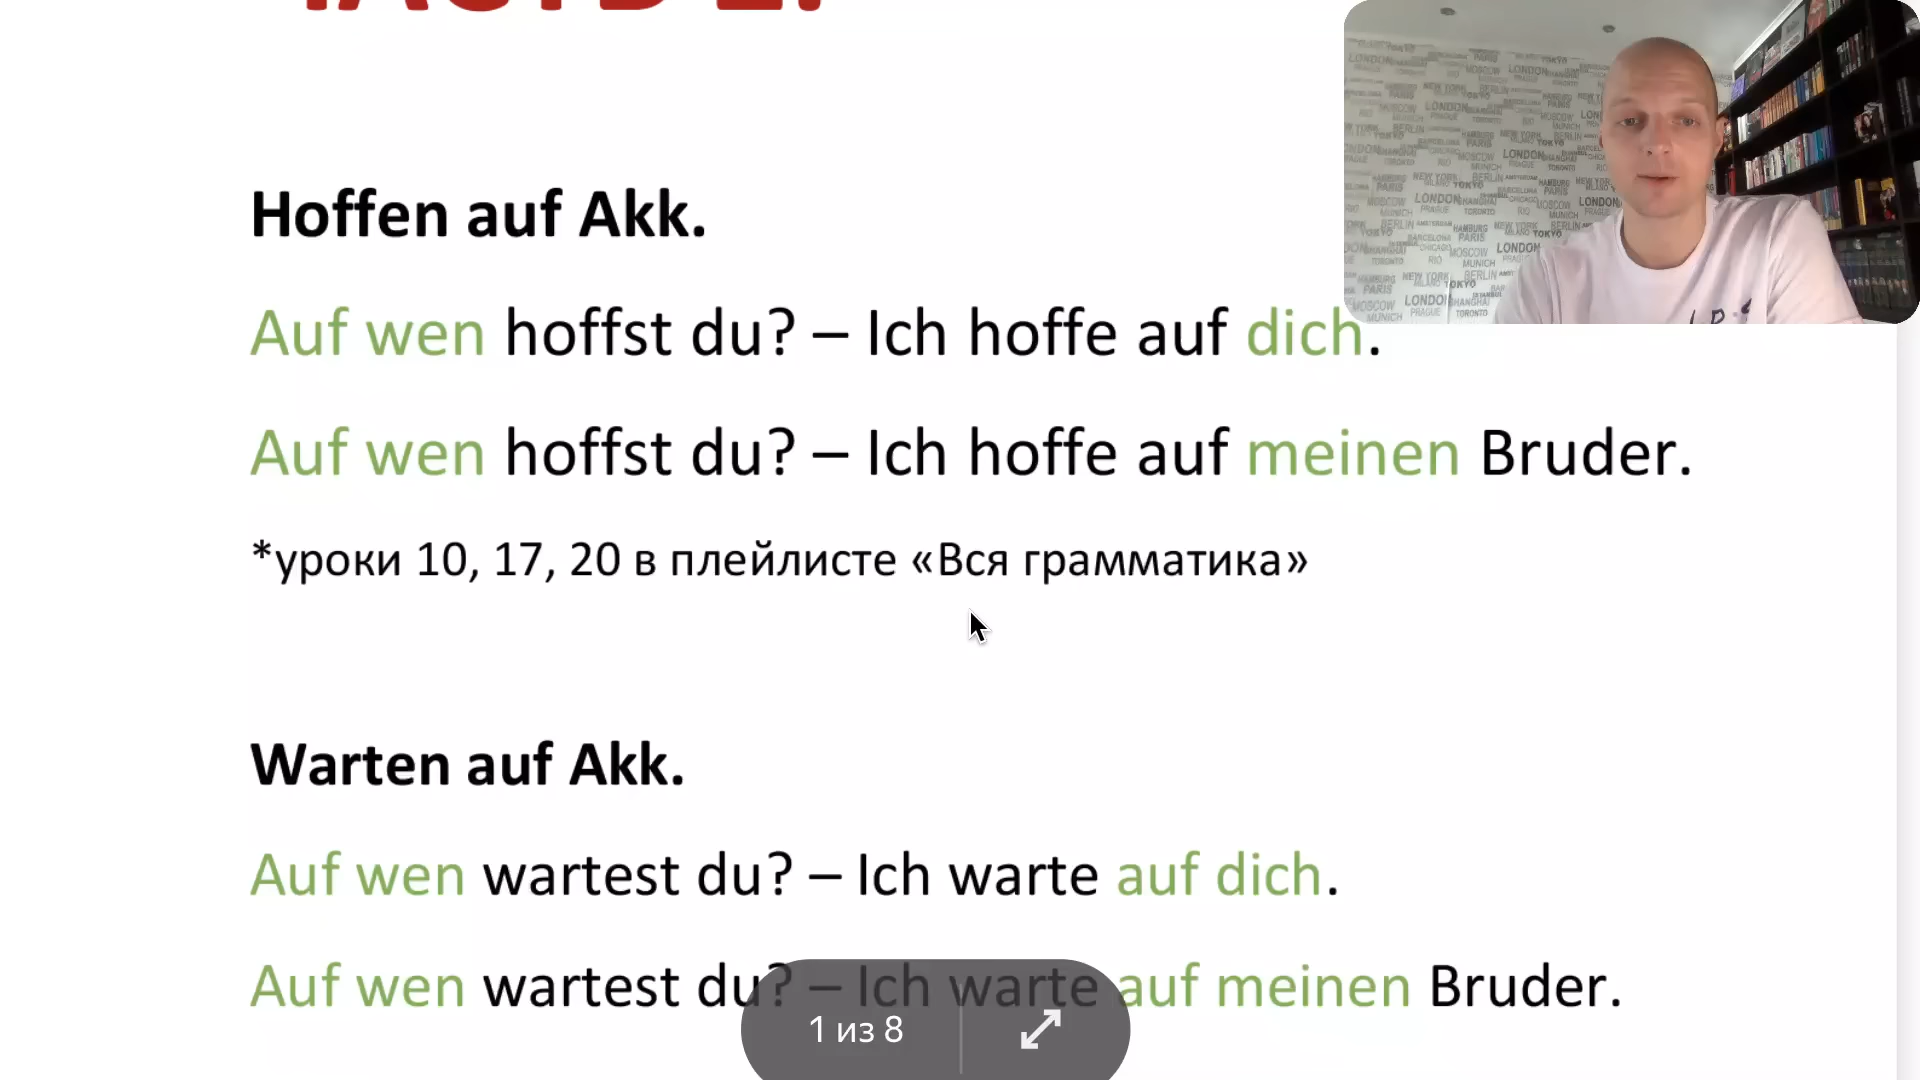 ЧАСТЬ 2.
Hoffen auf Akk.
Auf wen hoffst du? – Ich hoffe auf dich.
Auf wen hoffst du? – Ich hoffe auf meinen Bruder.
*уроки 10, 17, 20 в плейлисте «Вся грамматика»
Warten auf Akk.
Auf wen wartest du? – Ich warte auf dich.
Auf wen wartest du? – Ich warte auf meinen Bruder.
1 из 8